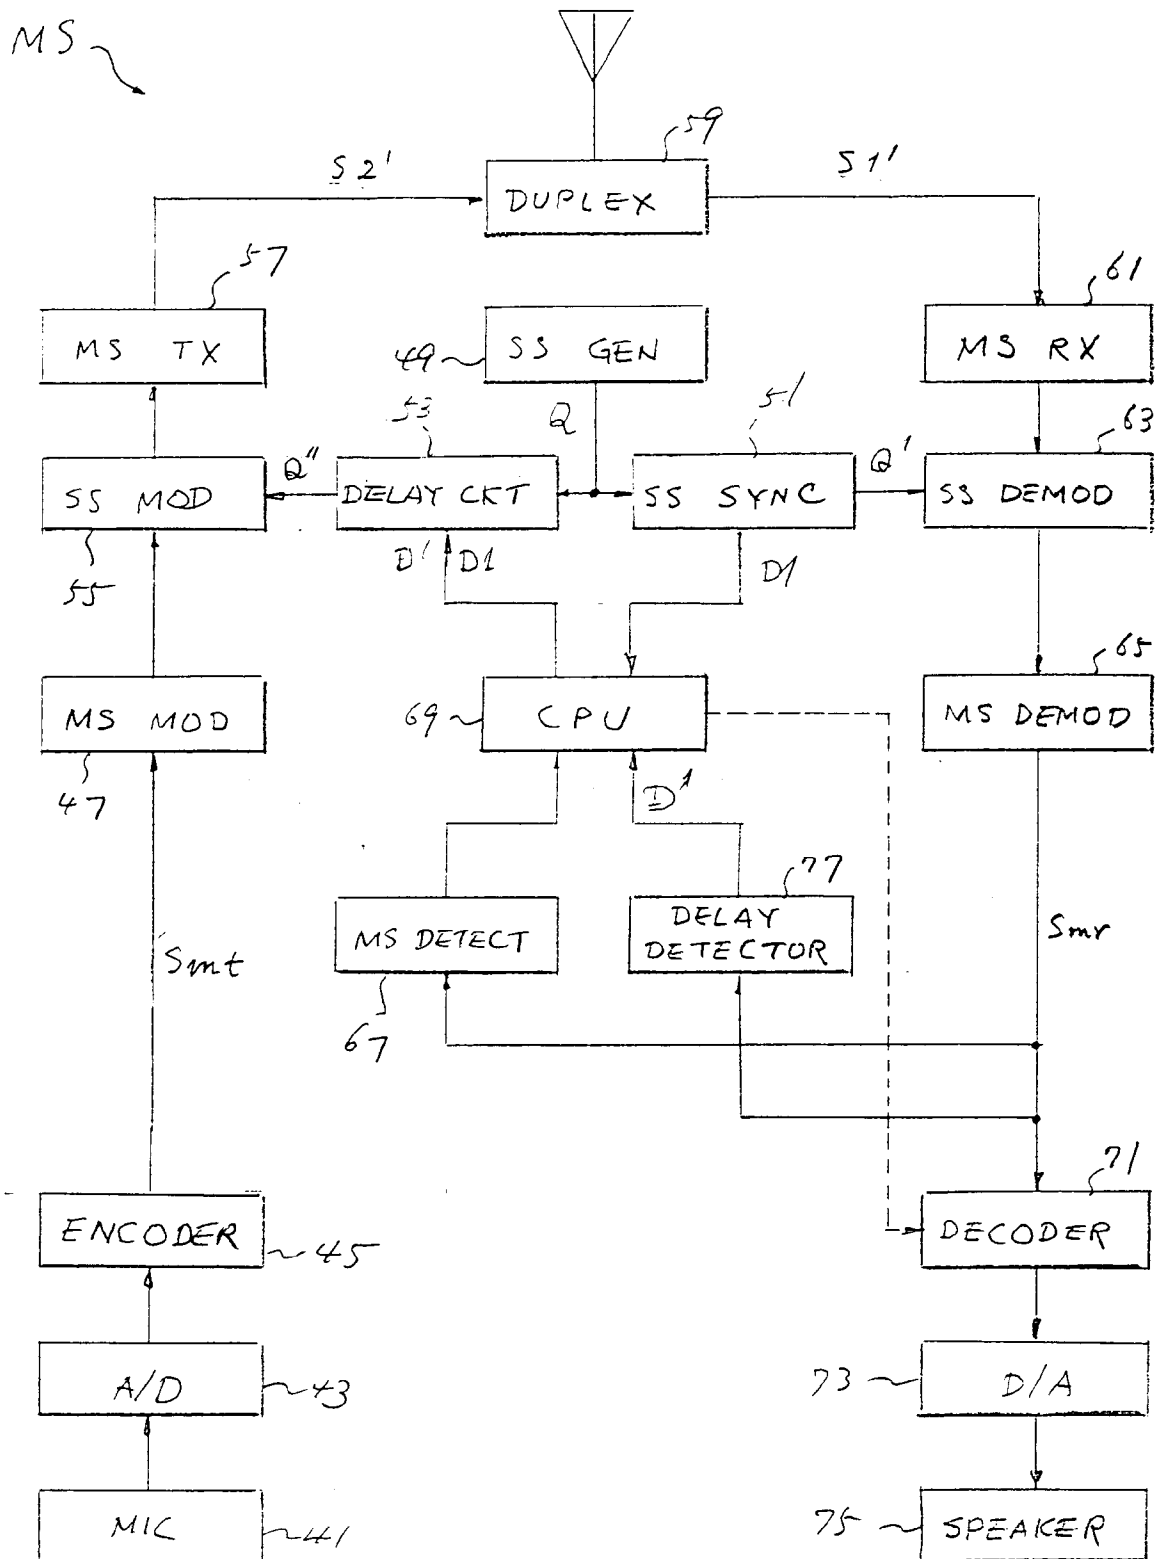 MS
59
S2'
DUPLEX
S1'
57
61
MS TX
49
SS GEN
MS RX
53
Q
51
63
Q"
Q'
SS MOD
DELAY CKT
SS SYNC
SS DEMOD
55
D' D1
D1
65
MS MOD
69
CPU
MS DEMOD
47
D'
77
MS DETECT
DELAY
DETECTOR
Smt
Smr
67
71
ENCODER
45
DECODER
A/D
43
73
D/A
MIC
41
75
SPEAKER